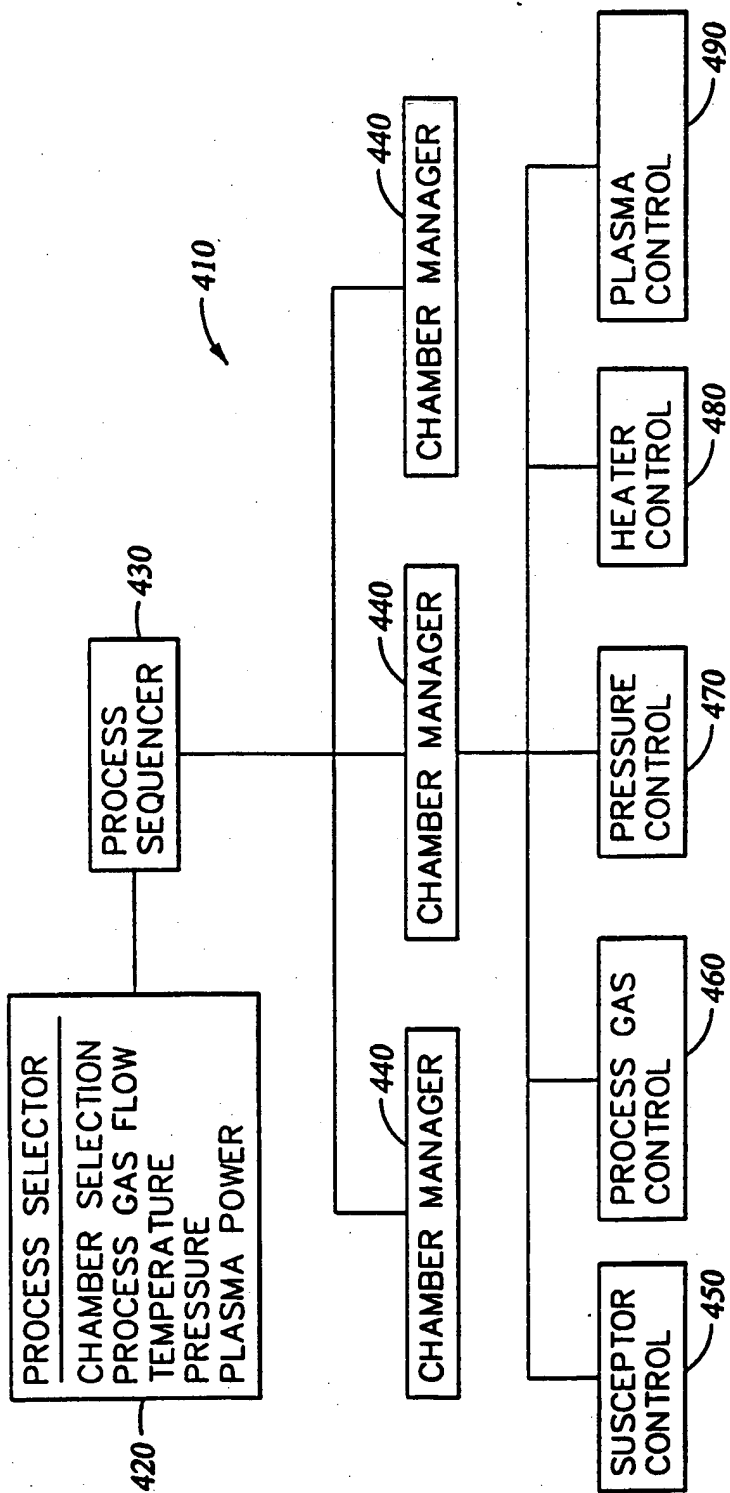 PROCESS SELECTOR
CHAMBER SELECTION
PROCESS GAS FLOW
TEMPERATURE
PRESSURE
PLASMA POWER
420
PROCESS
SEQUENCER
430
410
CHAMBER MANAGER
440
CHAMBER MANAGER
440
CHAMBER MANAGER
440
SUSCEPTOR
CONTROL
450
PROCESS GAS
CONTROL
460
PRESSURE
CONTROL
470
HEATER
CONTROL
480
PLASMA
CONTROL
490